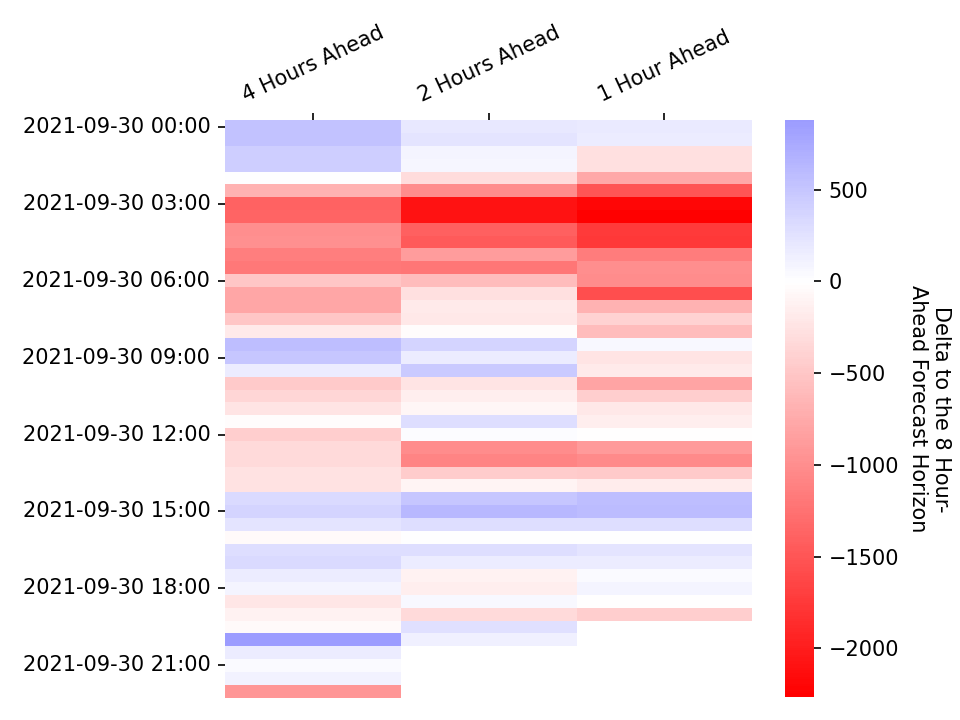 4 Hours Ahead
2 Hours Ahead
1 Hour Ahead
2021-09-30 00:00
2021-09-30 03:00
2021-09-30 06:00
2021-09-30 09:00
2021-09-30 12:00
2021-09-30 15:00
2021-09-30 18:00
2021-09-30 21:00
500
0
−500
−1000
−1500
−2000
Delta to the 8 Hour-
Ahead Forecast Horizon